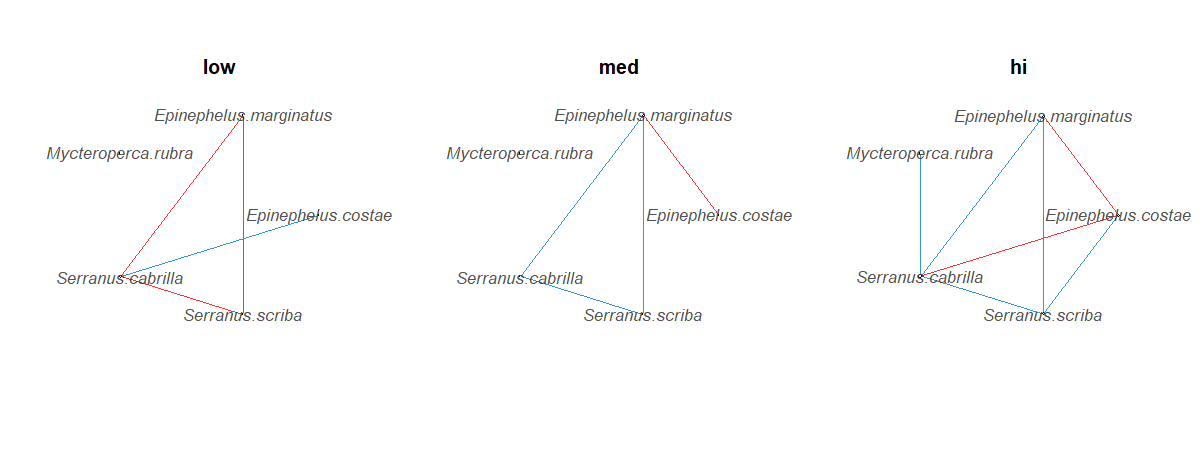 low
Epinephelus.marginatus
Mycteroperca.rubra
Epinephelus.costae
Serranus.cabrilla
Serranus.scriba
med
Epinephelus.marginatus
Mycteroperca.rubra
Epinephelus.costae
Serranus.cabrilla
Serranus.scriba
hi
Epinephelus.marginatus
Mycteroperca.rubra
Epinephelus.costae
Serranus.cabrilla
Serranus.scriba